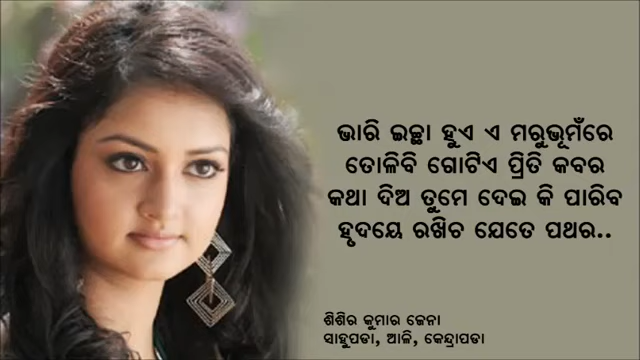 ଭାରି ଇଚ୍ଛା ହୁଏ ଏ ମରୁଭୂମିରେ
ତୋଳିବି ଗୋଟିଏ ପ୍ରିତି କବର
କଥା ଦିଅ ତୁମେ ଦେଇ କି ପାରିବ
ହୃଦୟେ ରଖିଚ ଯେତେ ପଥର..
ଶିଶିର କୁମାର ଜେନା
ସାହୁପଡା, ଆଳି, କେନ୍ଦ୍ରାପଡା